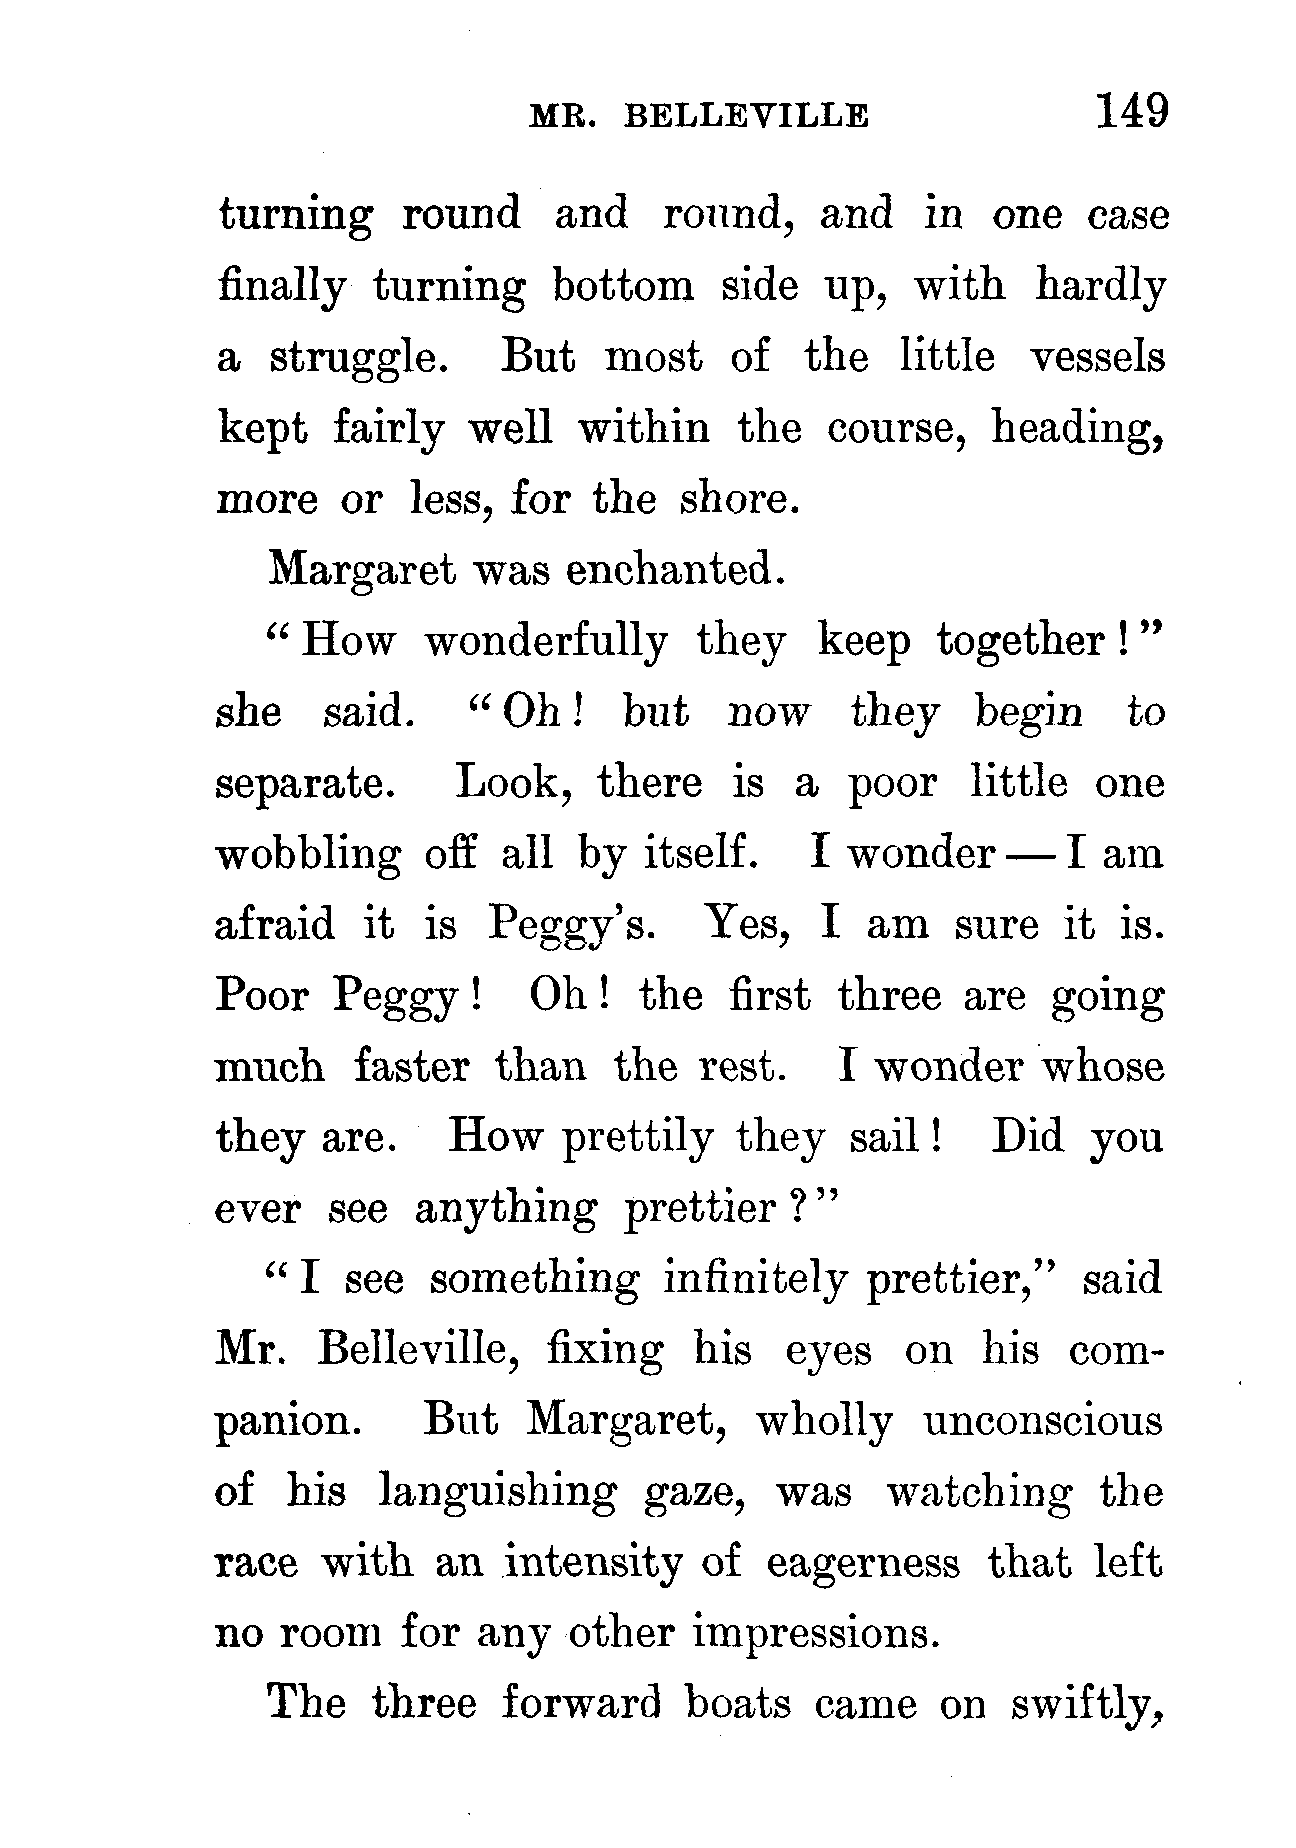 MR. BELLEVILLE 149
turning round and round, and in one case
finally turning bottom side up, with hardly
a struggle. But most of the little vessels
kept fairly well within the course, heading,
more or less, for the shore.
Margaret was enchanted.
“ How wonderfully they keep together ! ”
she said. “ Oh ! but now they begin to
separate. Look, there is a poor little one
wobbling off all by itself. I wonder — I am
afraid it is Peggy’s. Yes, I am sure it is.
Poor Peggy ! Oh ! the first three are going
much faster than the rest. I wonder whose
they are. How prettily they sail ! Did you
ever see anything prettier ? ”
“ I see something infinitely prettier,” said
Mr. Belleville, fixing his eyes on his com-
panion. But Margaret, wholly unconscious
of his languishing gaze, was watching the
race with an intensity of eagerness that left
no room for any other impressions.
The three forward boats came on swiftly,